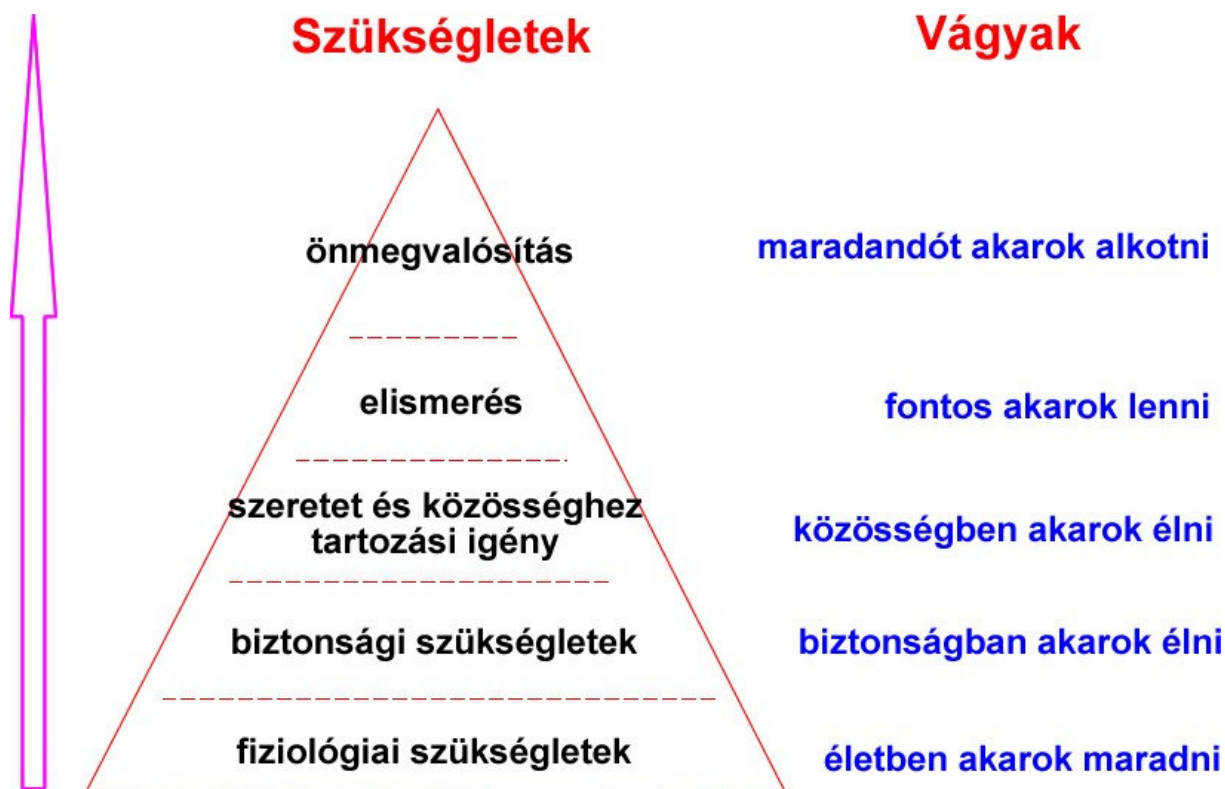 Szükségletek
Vágyak
önmegvalósítás
maradandót akarok alkotni
elismerés
fontos akarok lenni
szeretet és közösséghez
tartozási igény
közösségben akarok élni
biztonsági szükségletek
biztonságban akarok élni
fiziológiai szükségletek
életben akarok maradni